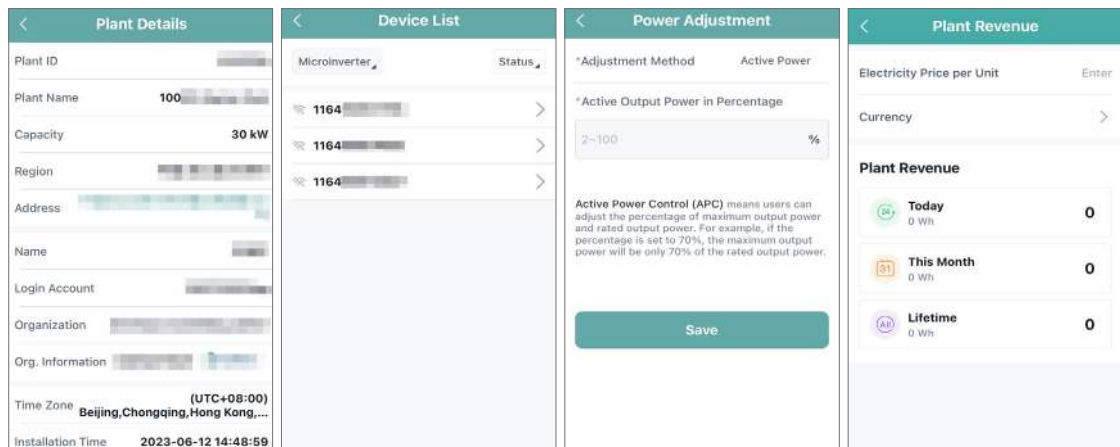 Plant Details
Plant ID
Plant Name 100
Capacity 30 kW
Region
Address
Name
Login Account
Organization
Org. Information
Time Zone (UTC+08:00)
Beijing,Chongqing,Hong Kong,...
Installation Time 2023-06-12 14:48:59
Device List
Microinverter Status
1164
1164
1164
Power Adjustment
*Adjustment Method Active Power
*Active Output Power in Percentage
2~100 %
Active Power Control (APC) means users can
adjust the percentage of maximum output power
and rated output power. For example, if the
percentage is set to 70%, the maximum output
power will be only 70% of the rated output power.
Save
Plant Revenue
Electricity Price per Unit Enter
Currency
Plant Revenue
24
Today 0
0 Wh
31
This Month 0
0 Wh
All
Lifetime 0
0 Wh